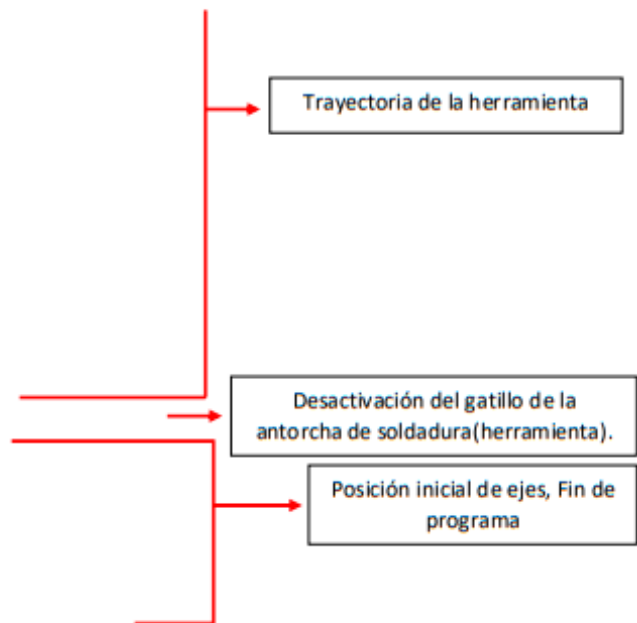 Trayectoria de la herramienta
Desactivación del gatillo de la
antorcha de soldadura(herramienta).
Posición inicial de ejes, Fin de
programa